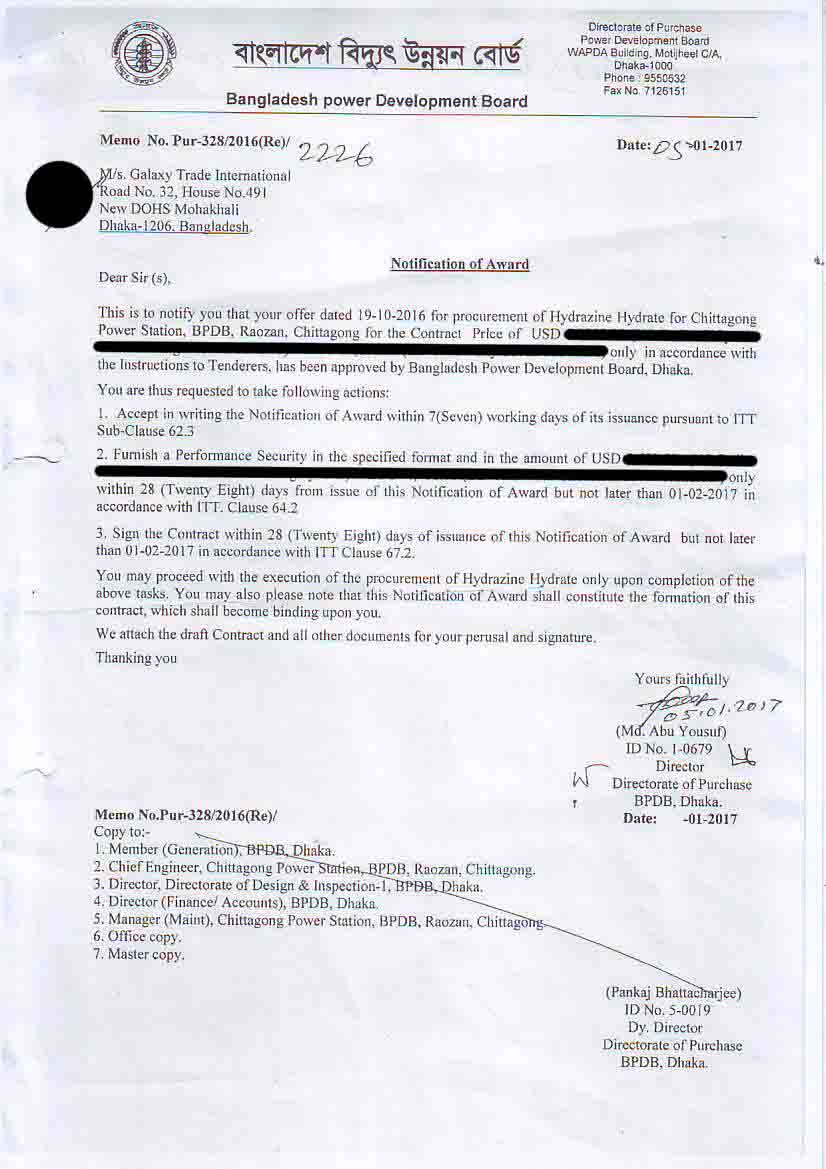 বাংলাদেশ বিদ্যুৎ উন্নয়ন বোর্ড
Bangladesh power Development Board
Directorate of Purchase
Power Development Board
WAPDA Building, Motijheel C/A,
Dhaka-1000
Phone : 9550532
Fax No. 7126151
Memo No. Pur-328/2016(Re)/ 2226
Date: 05-01-2017
M/s. Galaxy Trade International
Road No. 32, House No.491
New DOHS Mohakhali
Dhaka-1206. Bangladesh.
Notification of Award
Dear Sir (s),
This is to notify you that your offer dated 19-10-2016 for procurement of Hydrazine Hydrate for Chittagong
Power Station, BPDB, Raozan, Chittagong for the Contract Price of USD
only in accordance with
the Instructions to Tenderers, has been approved by Bangladesh Power Development Board, Dhaka.
You are thus requested to take following actions:
1. Accept in writing the Notification of Award within 7(Seven) working days of its issuance pursuant to ITT
Sub-Clause 62.3
2. Furnish a Performance Security in the specified format and in the amount of USD
only
within 28 (Twenty Eight) days from issue of this Notification of Award but not later than 01-02-2017 in
accordance with ITT. Clause 64.2
3. Sign the Contract within 28 (Twenty Eight) days of issuance of this Notification of Award but not later
than 01-02-2017 in accordance with ITT Clause 67.2.
You may proceed with the execution of the procurement of Hydrazine Hydrate only upon completion of the
above tasks. You may also please note that this Notification of Award shall constitute the formation of this
contract, which shall become binding upon you.
We attach the draft Contract and all other documents for your perusal and signature.
Thanking you
Yours faithfully
05.01.2017
(Md. Abu Yousuf)
ID No. 1-0679
Director
Directorate of Purchase
BPDB, Dhaka.
Date: -01-2017
Memo No.Pur-328/2016(Re)/
Copy to:-
1. Member (Generation), BPDB, Dhaka.
2. Chief Engineer, Chittagong Power Station, BPDB, Raozan, Chittagong.
3. Director, Directorate of Design & Inspection-1, BPDB, Dhaka.
4. Director (Finance/ Accounts), BPDB, Dhaka.
5. Manager (Maint), Chittagong Power Station, BPDB, Raozan, Chittagong
6. Office copy.
7. Master copy.
(Pankaj Bhattacharjee)
ID No. 5-0019
Dy. Director
Directorate of Purchase
BPDB, Dhaka.